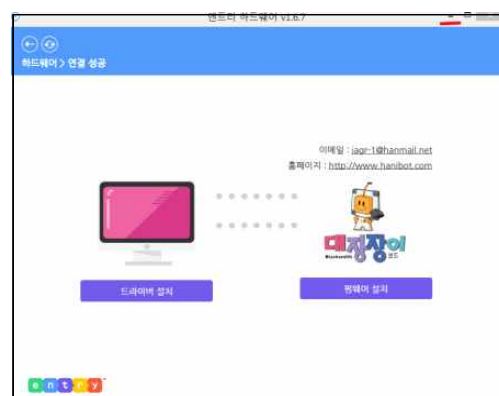 엔트리 하드웨어 v1.6.7
하드웨어 > 연결 성공
이메일 : jagr-1@hanmail.net
홈페이지 : http://www.hanibot.com
대장장이
보드
드라이버 설치
펌웨어 설치
entry